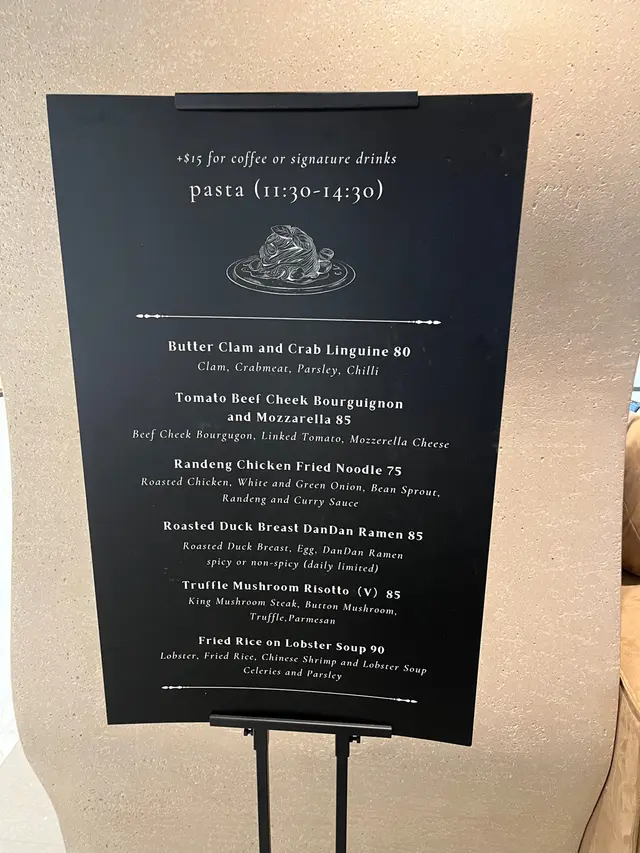 +$15 for coffee or signature drinks
pasta (11:30-14:30)
Butter Clam and Crab Linguine 80
Clam, Crabmeat, Parsley, Chilli
Tomato Beef Cheek Bourguignon
and Mozzarella 85
Beef Cheek Bourgugon, Linked Tomato, Mozzerella Cheese
Randeng Chicken Fried Noodle 75
Roasted Chicken, White and Green Onion, Bean Sprout,
Randeng and Curry Sauce
Roasted Duck Breast DanDan Ramen 85
Roasted Duck Breast, Egg, DanDan Ramen
spicy or non-spicy (daily limited)
Truffle Mushroom Risotto（V）85
King Mushroom Steak, Button Mushroom,
Truffle,Parmesan
Fried Rice on Lobster Soup 90
Lobster, Fried Rice, Chinese Shrimp and Lobster Soup
Celeries and Parsley